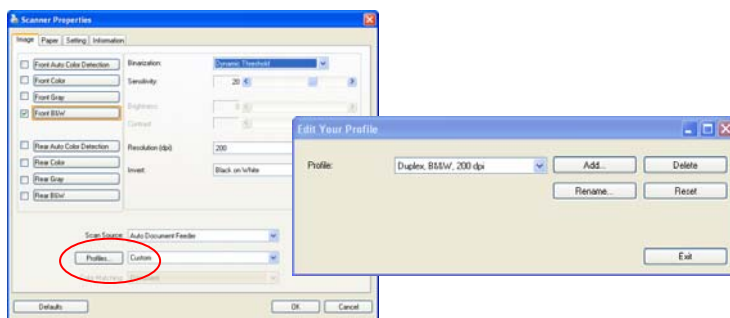 Scanner Properties
Image Paper Setting Information
Front Auto Color Detection
Front Color
Front Gray
Front B&W
Rear Auto Color Detection
Rear Color
Rear Gray
Rear B&W
Binarization: Dynamic Threshold
Sensitivity: 20
Brightness: 0
Contrast: 0
Resolution (dpi) 200
Invert: Black on White
Scan Source: Auto Document Feeder
Profiles... Custom
Defaults OK Cancel
Edit Your Profile
Profile: Duplex, B&W, 200 dpi Add... Delete
Rename... Reset
Exit